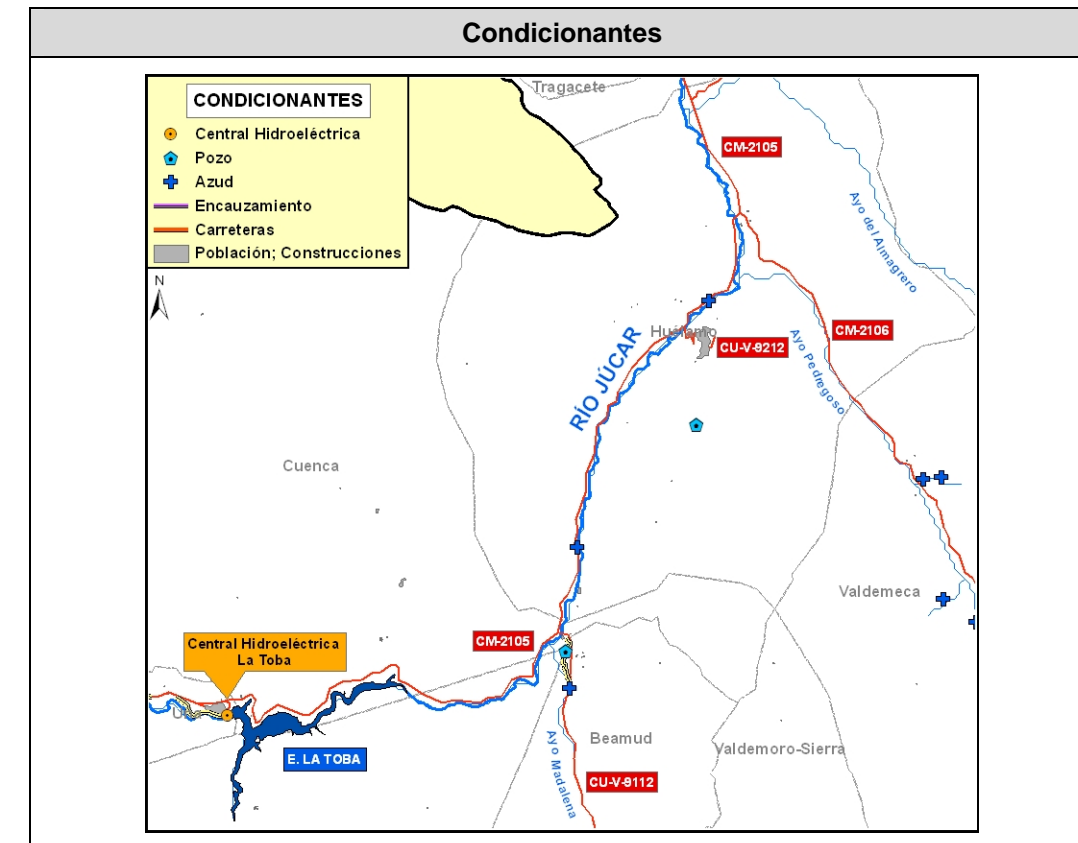 Condicionantes
CONDICIONANTES
Central Hidroeléctrica
Pozo
Azud
Encauzamiento
Carreteras
Población; Construcciones
N
Tragacete
CM-2105
Ayo del Almagrero
CM-2106
Ayo Pedregoso
CU-V-9212
RÍO JÚCAR
Cuenca
Valdemeca
CM-2105
Central Hidroeléctrica
La Toba
E. LA TOBA
Beamud
Valdemoro-Sierra
Ayo Madalena
CU-V-9112